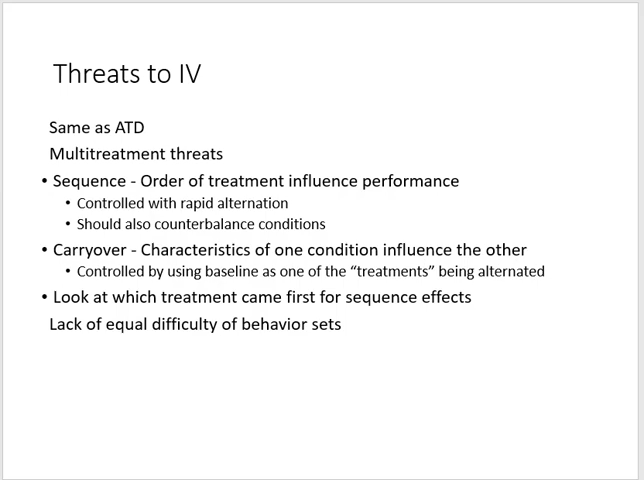 Threats to IV
Same as ATD
Multitreatment threats
• Sequence - Order of treatment influence performance
• Controlled with rapid alternation
• Should also counterbalance conditions
• Carryover - Characteristics of one condition influence the other
• Controlled by using baseline as one of the “treatments” being alternated
• Look at which treatment came first for sequence effects
Lack of equal difficulty of behavior sets